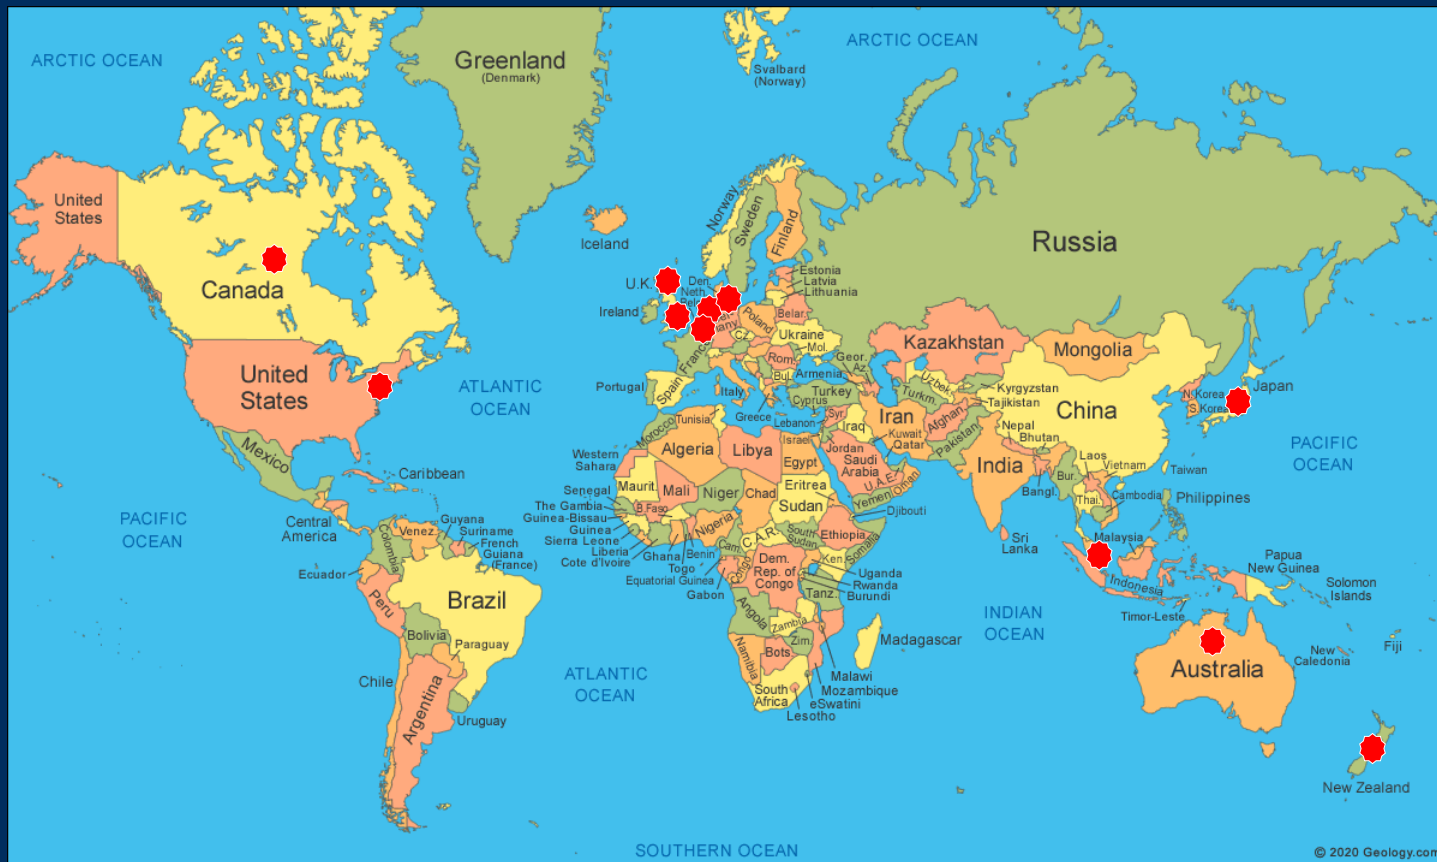 ARCTIC OCEAN
Greenland
(Denmark)
ARCTIC OCEAN
Svalbard
(Norway)
United
States
Canada
Iceland
Norway
Sweden
Finland
Russia
U.K.
Ireland
Den.
Neth.
Estonia
Latvia
Lithuania
Belar.
Poland
Ukraine
Mol.
Cz.
France
Spain
Portugal
Italy
Rom.
Bul.
Greece
Geor.
Az.
Armenia
Turkey
Cyprus
Lebanon
Syr.
Israel
Iraq
Jordan
Kuwait
Qatar
Saudi
Arabia
U.A.E.
Oman
Yemen
Iran
Kazakhstan
Uzbek.
Turkm.
Kyrgyzstan
Tajikistan
Afghan.
Pakistan
Mongolia
China
N. Korea
S.Korea
Japan
Nepal
Bhutan
India
Bangl.
Sri
Lanka
Bur.
Laos
Thai.
Vietnam
Cambodia
Taiwan
Philippines
Malaysia
Indonesia
Timor-Leste
Papua
New Guinea
Solomon
Islands
New
Caledonia
Fiji
Australia
New Zealand
United
States
Mexico
Caribbean
Central
America
ATLANTIC
OCEAN
PACIFIC
OCEAN
PACIFIC
OCEAN
Venez.
Guyana
Suriname
French
Guiana
(France)
Colombia
Ecuador
Peru
Brazil
Bolivia
Paraguay
Chile
Argentina
Uruguay
Morocco
Tunisia
Algeria
Libya
Egypt
Western
Sahara
Maurit.
Mali
Niger
Chad
Sudan
Eritrea
Djibouti
Senegal
The Gambia
Guinea-Bissau
Guinea
Sierra Leone
Liberia
Cote d'Ivoire
B.Faso
Ghana
Togo
Benin
Nigeria
Cam.
Equatorial Guinea
Gabon
Congo
C.A.R.
South
Sudan
Ethiopia
Somalia
Ken.
Uganda
Rwanda
Burundi
Dem.
Rep. of
Congo
Tanz.
Angola
Zambia
Malawi
Mozambique
Zim.
Namibia
Bots
South
Africa
eSwatini
Lesotho
Madagascar
ATLANTIC
OCEAN
INDIAN
OCEAN
SOUTHERN OCEAN
© 2020 Geology.com